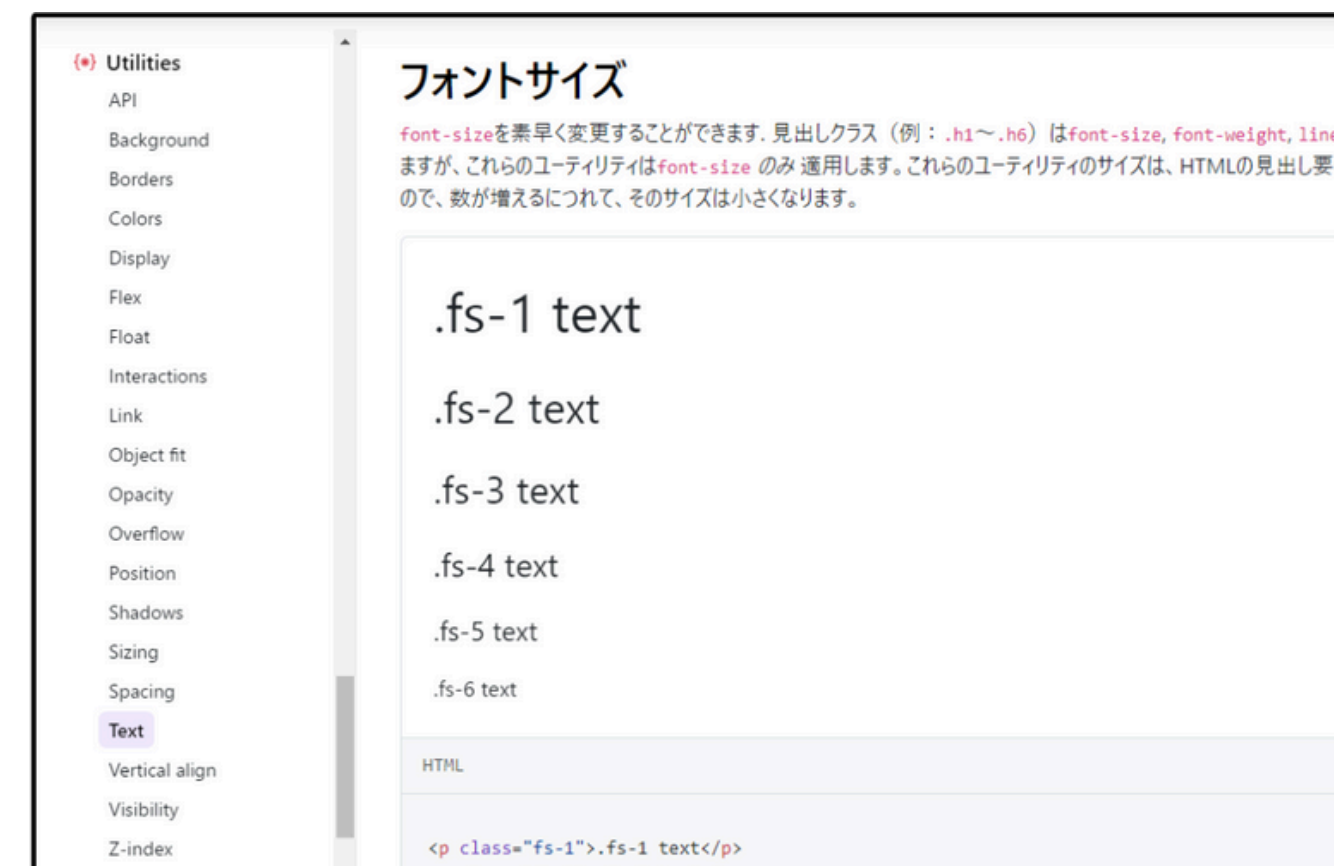 Utilities
API
Background
Borders
Colors
Display
Flex
Float
Interactions
Link
Object fit
Opacity
Overflow
Position
Shadows
Sizing
Spacing
Text
Vertical align
Visibility
Z-index
フォントサイズ
font-sizeを素早く変更することができます. 見出しクラス（例：.h1～.h6）はfont-size, font-weight, line
ますが、これらのユーティリティはfont-size のみ 適用します。これらのユーティリティのサイズは、HTMLの見出し要
ので、数が増えるにつれて、そのサイズは小さくなります。
.fs-1 text
.fs-2 text
.fs-3 text
.fs-4 text
.fs-5 text
.fs-6 text
HTML
<p class="fs-1">.fs-1 text</p>